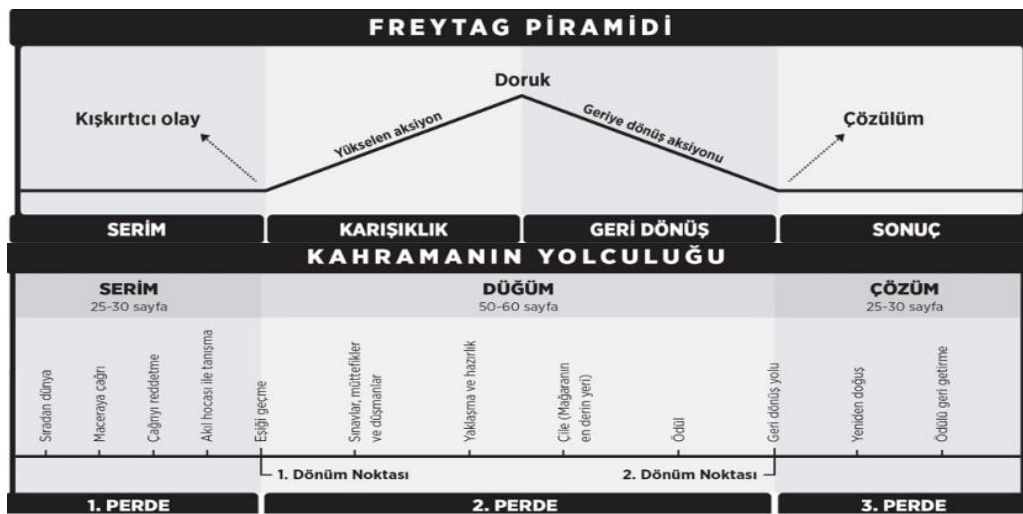 FREYTAG PİRAMİDİ
Doruk
Kışkırtıcı olay
Yükselen aksiyon
Geriye dönüş aksiyonu
Çözülüm
SERİM
KARIŞIKLIK
GERİ DÖNÜŞ
SONUÇ
KAHRAMANIN YOLCULUĞU
SERİM
25-30 sayfa
DÜĞÜM
50-60 sayfa
ÇÖZÜM
25-30 sayfa
Sıradan dünya
Maceraya çağrı
Çağrıyı reddetme
Akıl hocası ile tanışma
Eşiği geçme
Sınavlar, müttefikler
ve düşmanlar
Yaklaşma ve hazırlık
Çile (Mağaranın
en derin yeri)
Ödül
Geri dönüş yolu
Yeniden doğuş
Ödülü geri getirme
1. Dönüm Noktası
2. Dönüm Noktası
1. PERDE
2. PERDE
3. PERDE